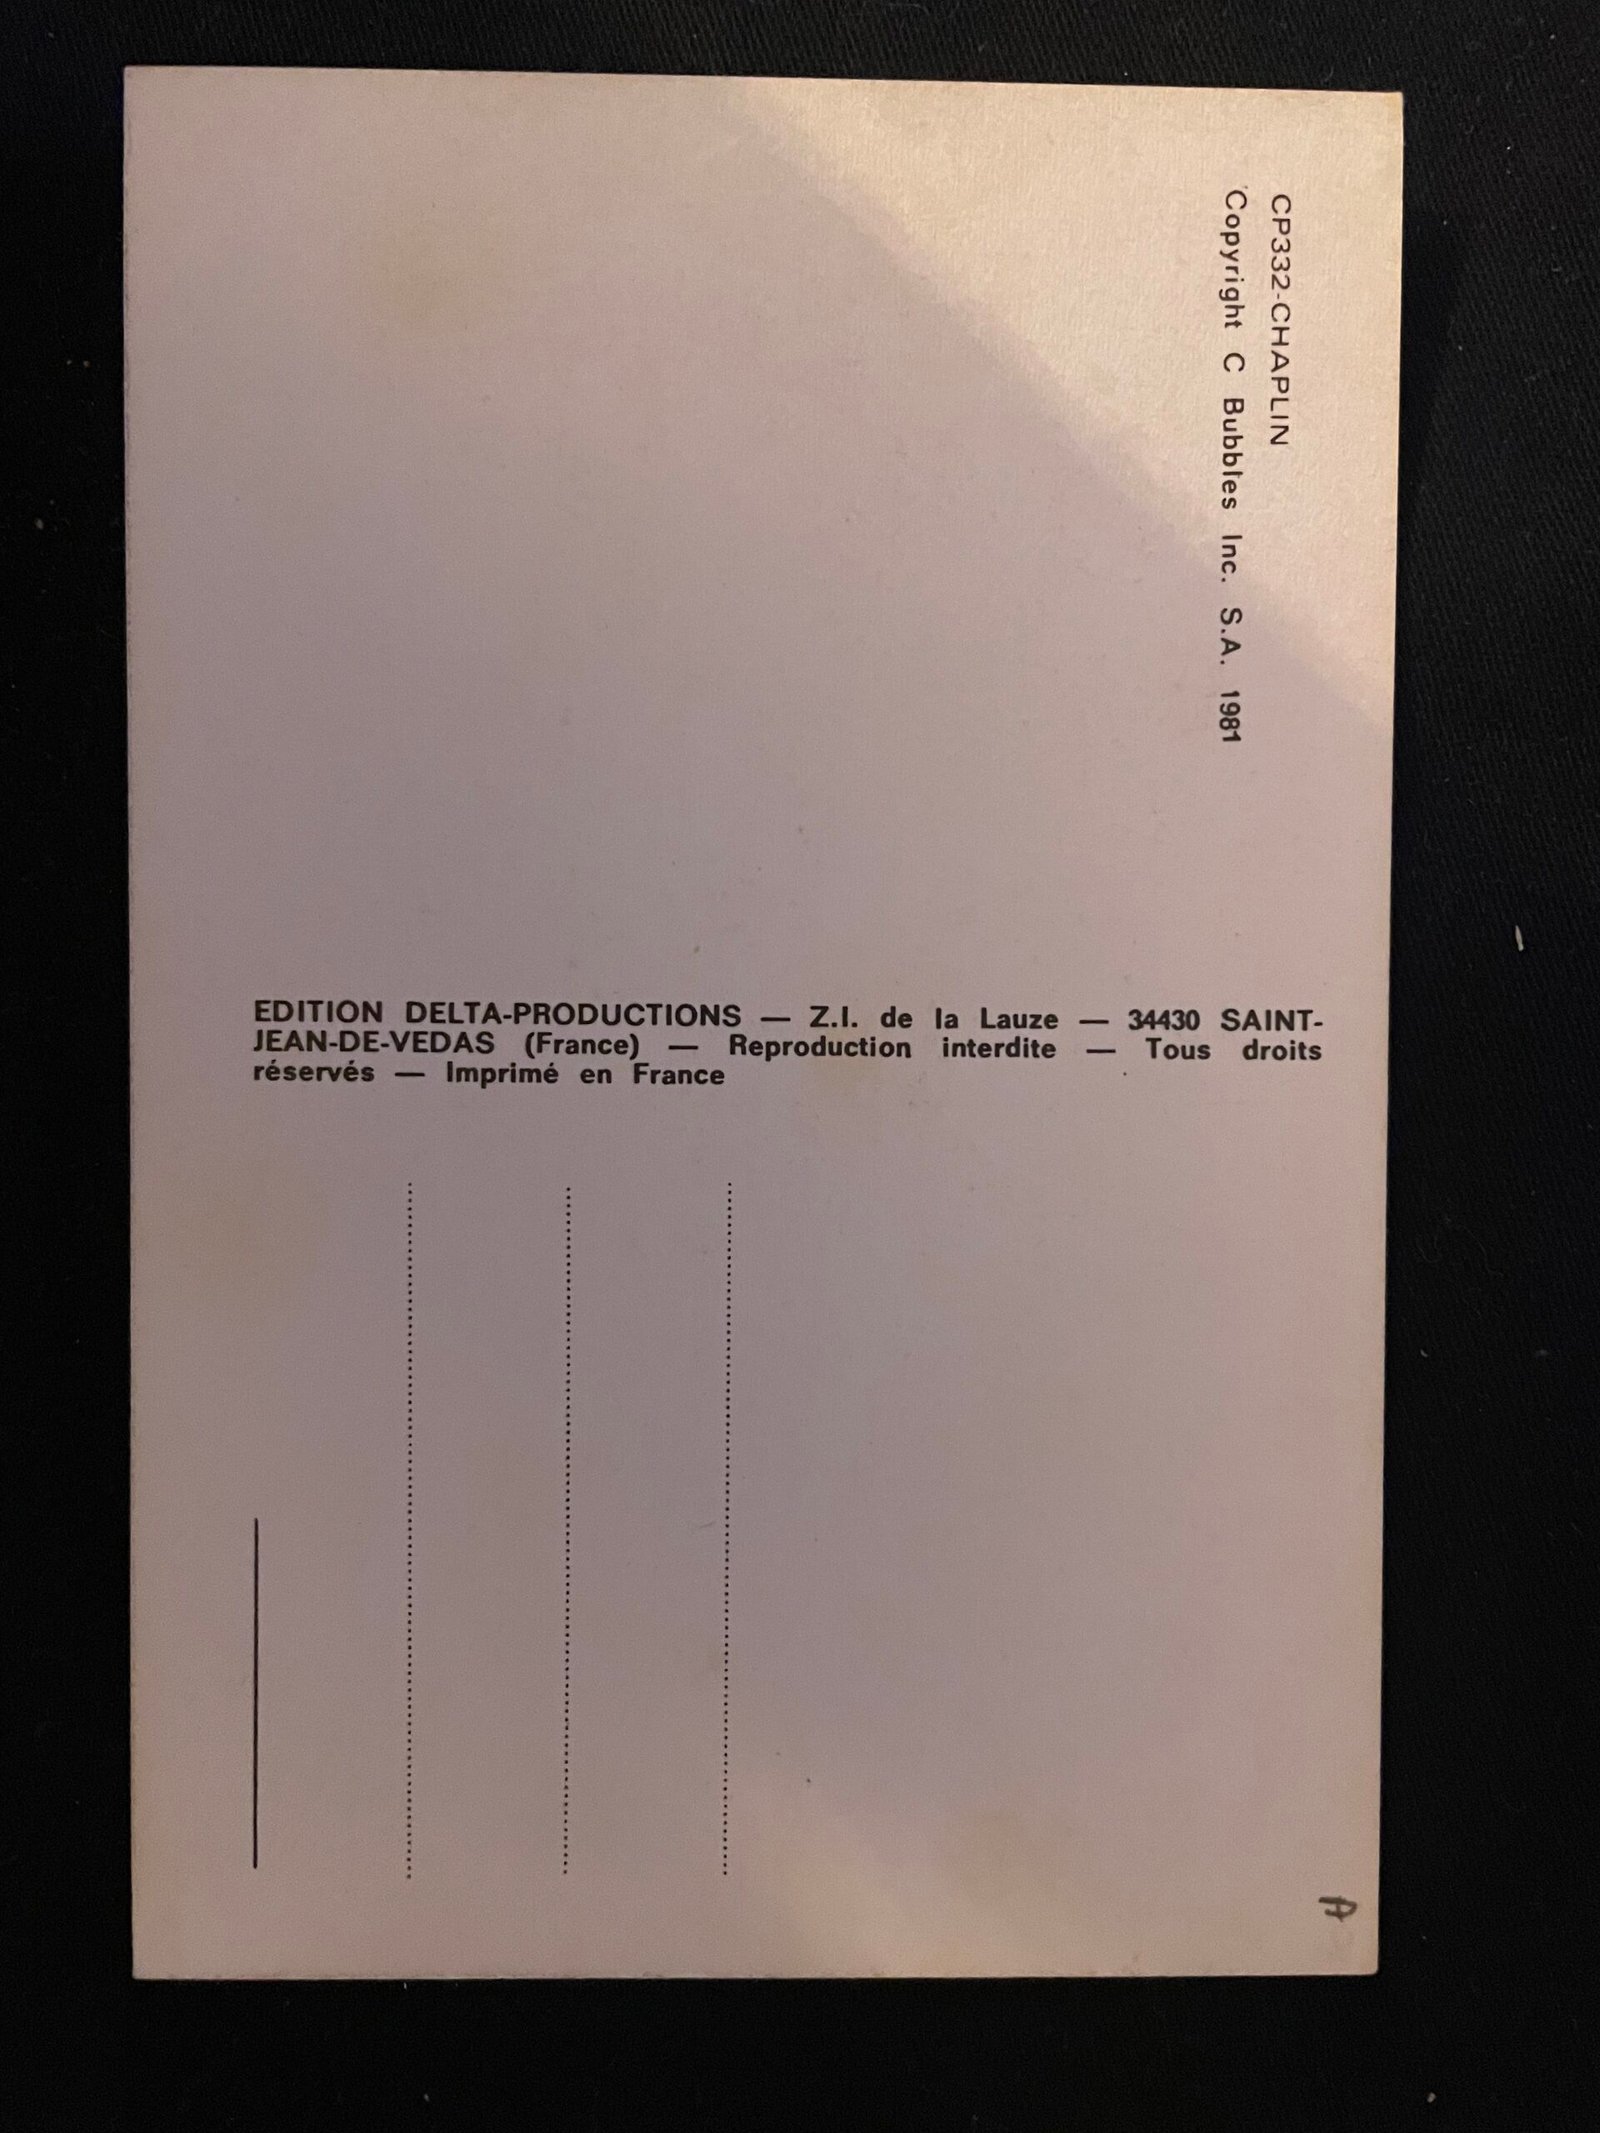 CP332-CHAPLIN
Copyright C Bubbles Inc. S.A. 1981
EDITION DELTA-PRODUCTIONS — Z.I. de la Lauze — 34430 SAINT-
JEAN-DE-VEDAS (France) — Reproduction interdite — Tous droits
réservés — Imprimé en France